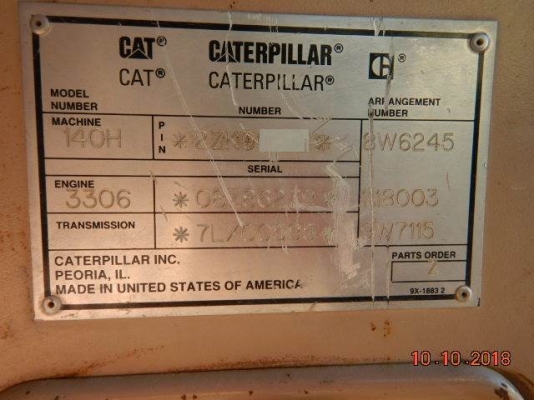 CAT® CATERPILLAR®
CAT® CATERPILLAR®
MODEL NUMBER NUMBER ARRANGEMENT NUMBER
MACHINE 140H PIN 8W6245
SERIAL
ENGINE 3306
TRANSMISSION 7115
CATERPILLAR INC. PARTS ORDER
PEORIA, IL.
MADE IN UNITED STATES OF AMERICA
9X-1883 2
10.10.2018